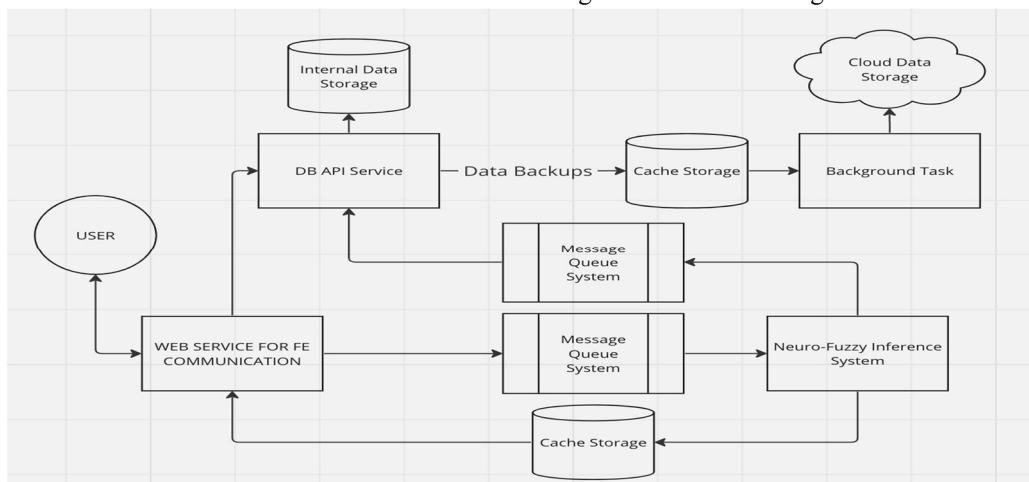 Internal Data
Storage
Cloud Data
Storage
DB API Service
Data Backups
Cache Storage
Background Task
USER
Message
Queue
System
WEB SERVICE FOR FE
COMMUNICATION
Message
Queue
System
Neuro-Fuzzy Inference
System
Cache Storage